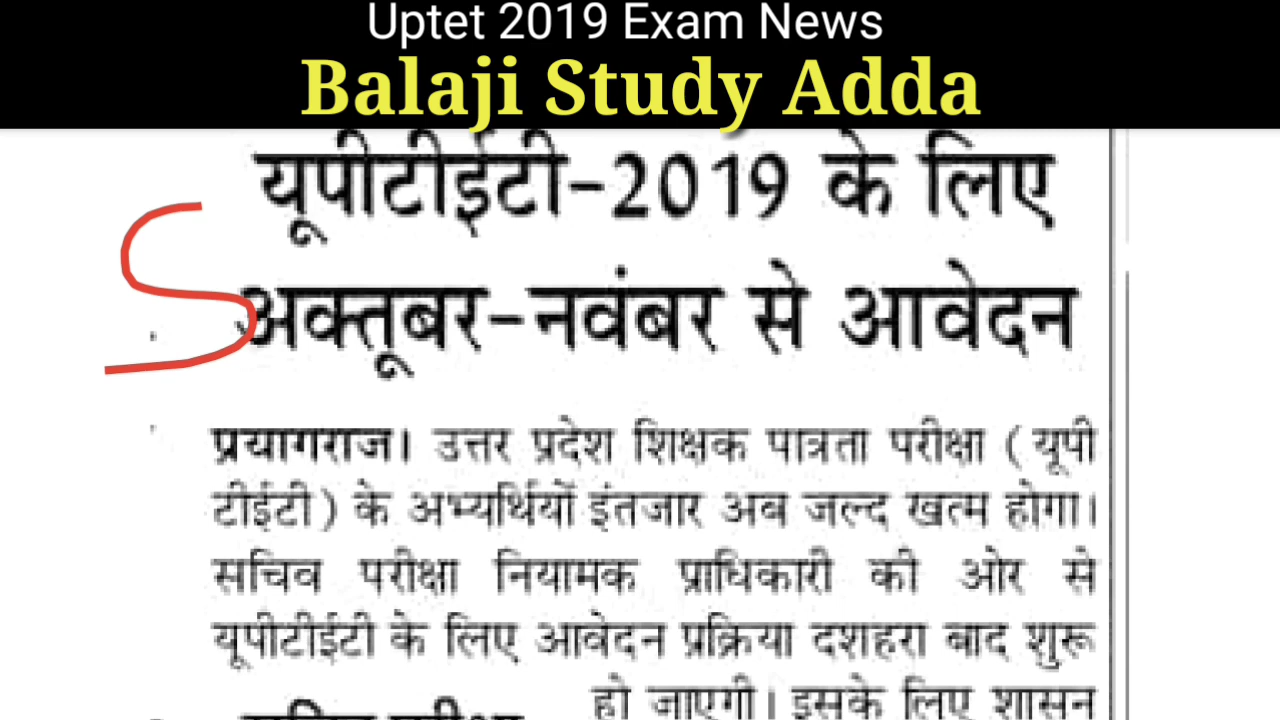 Uptet 2019 Exam News
Balaji Study Adda
यूपीटीईटी-2019 के लिए
अक्तूबर-नवंबर से आवेदन
प्रयागराज। उत्तर प्रदेश शिक्षक पात्रता परीक्षा (यूपी
टीईटी) के अभ्यर्थियों इंतजार अब जल्द खत्म होगा।
सचिव परीक्षा नियामक प्राधिकारी की ओर से
यूपीटीईटी के लिए आवेदन प्रक्रिया दशहरा बाद शुरू
हो जाएगी। इसके लिए शासन